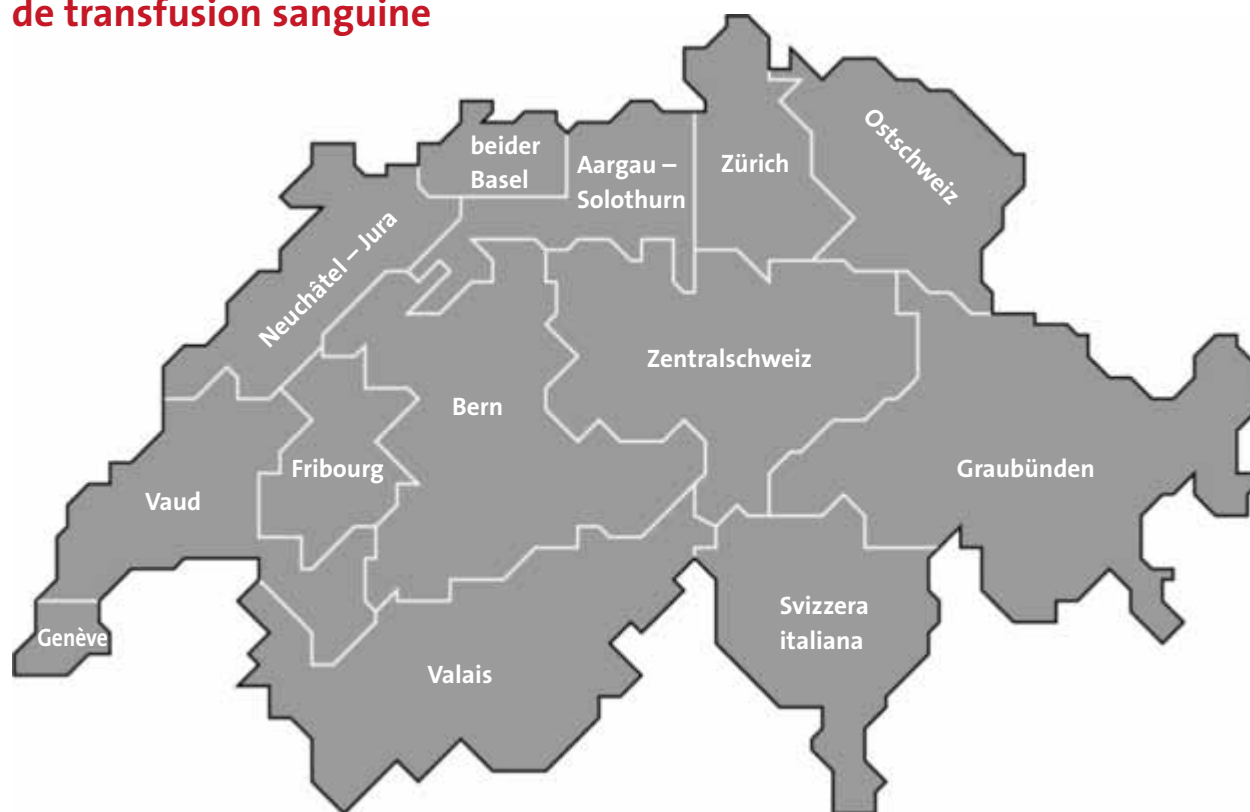 de transfusion sanguine
beider
Basel
Aargau –
Solothurn
Zürich
Ostschweiz
Neuchâtel – Jura
Zentralschweiz
Bern
Fribourg
Graubünden
Vaud
Svizzera
italiana
Genève
Valais